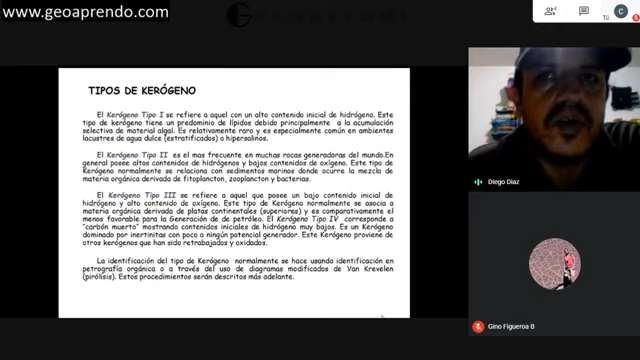 www.geoaprendo.com
TIPOS DE KERÓGENO
El Kerógeno Tipo I se refiere a aquel con un alto contenido inicial de hidrógeno. Este
tipo de kerógeno tiene un predominio de lípidos debido principalmente a la acumulación
selectiva de material algal. Es relativamente raro y es especialmente común en ambientes
lacustres de agua dulce (estratificados) o hipersalinos.
El Kerógeno Tipo II es el mas frecuente en muchas rocas generadoras del mundo.En
general posee altos contenidos de hidrógenos y bajos contenidos de oxígeno. Este tipo de
Kerógeno normalmente se relaciona con sedimentos marinos donde ocurre la mezcla de
materia orgánica derivada de fitoplancton, zooplancton y bacterias.
El Kerógeno Tipo III se refiere a aquel que posee un bajo contenido inicial de
hidrógeno y alto contenido de oxígeno. Este tipo de Kerógeno normalmente se asocia a
materia orgánica derivada de platas continentales (superiores) y es comparativamente el
menos favorable para la Generación de de petróleo. El Kerógeno Tipo IV corresponde a
"carbón muerto" mostrando contenidos iniciales de hidrógeno muy bajos. Es un Kerógeno
dominado por inertinitas con poco a ningún potencial generador. Este Kerógeno proviene de
otros kerógenos que han sido retrabajados y oxidados.
La identificación del tipo de Kerógeno normalmente se hace usando identificación en
petrografía orgánica o a través del uso de diagramas modificados de Van Krevelen
(pirólisis). Estos procedimientos serán descritos más adelante.
C
Tú
Diego Diaz
Gino Figueroa B